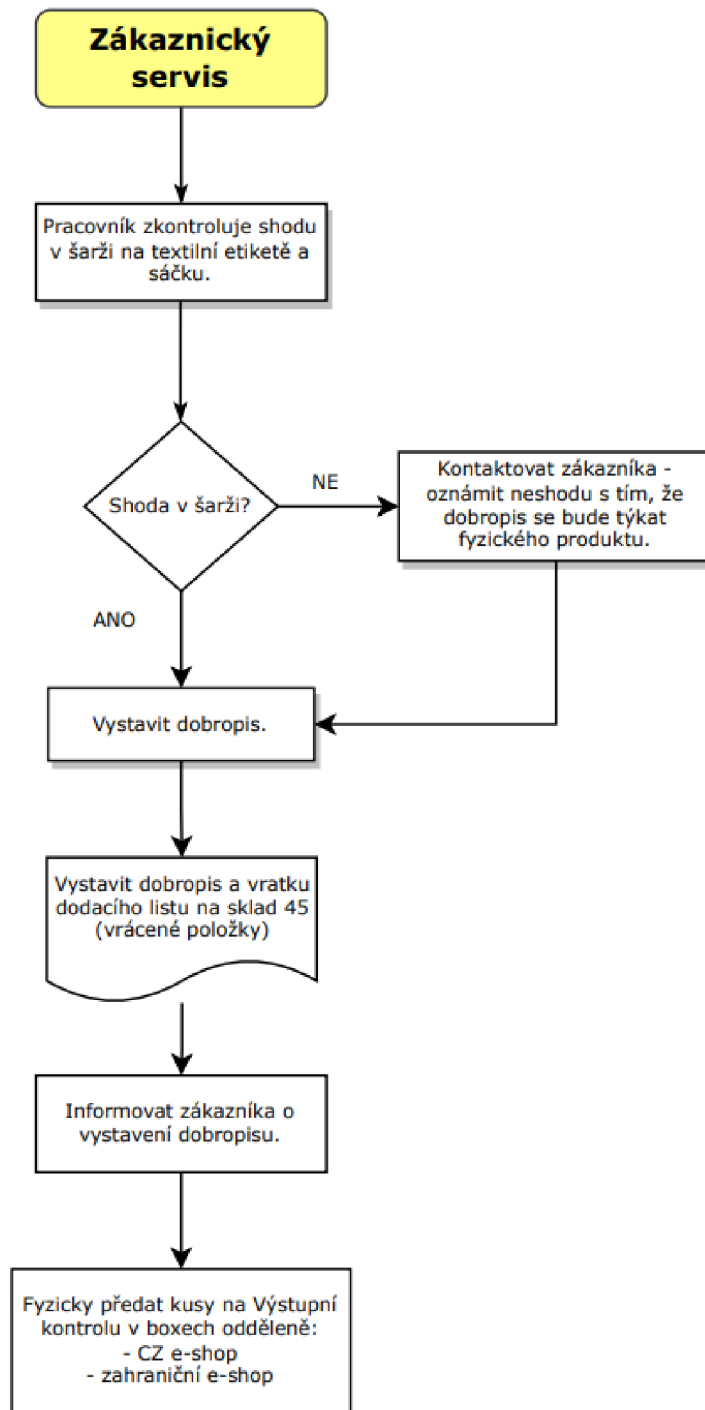 Zákaznický
servis
Pracovník zkontroluje shodu
v šarži na textilní etiketě a
sáčku.
Shoda v šarži?
NE
Kontaktovat zákazníka -
oznámit neshodu s tím, že
dobropis se bude týkat
fyzického produktu.
ANO
Vystavit dobropis.
Vystavit dobropis a vratku
dodacího listu na sklad 45
(vrácené položky)
Informovat zákazníka o
vystavení dobropisu.
Fyzicky předat kusy na Výstupní
kontrolu v boxech odděleně:
- CZ e-shop
- zahraniční e-shop